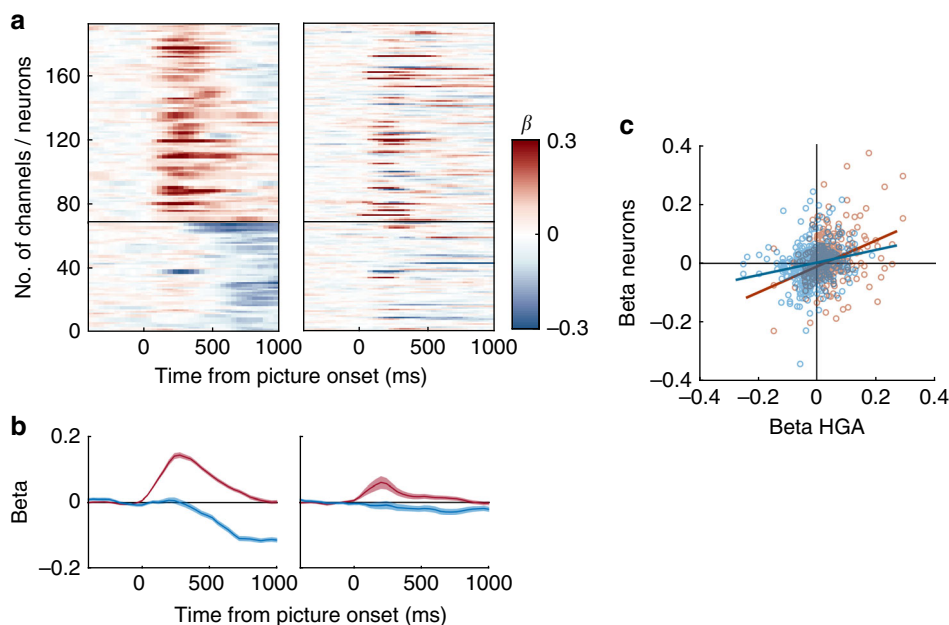 a
No. of channels / neurons
160
120
80
40
0
0 500 1000 0 500 1000
Time from picture onset (ms)
β
0.3
0
–0.3
b
Beta
0.2
0
–0.2
0 500 1000 0 500 1000
Time from picture onset (ms)
c
Beta neurons
0.4
0.2
0
–0.2
–0.4
–0.4 –0.2 0 0.2 0.4
Beta HGA